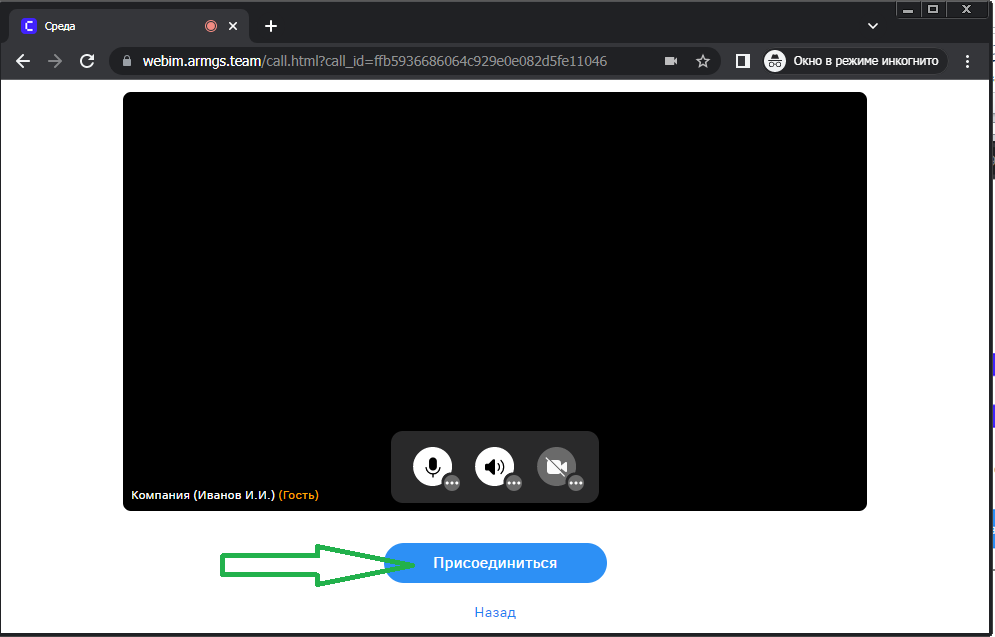 Среда
webim.armgs.team/call.html?call_id=ffb5936686064c929e0e082d5fe11046
Окно в режиме инкогнито
Компания (Иванов И.И.) (Гость)
Присоединиться
Назад